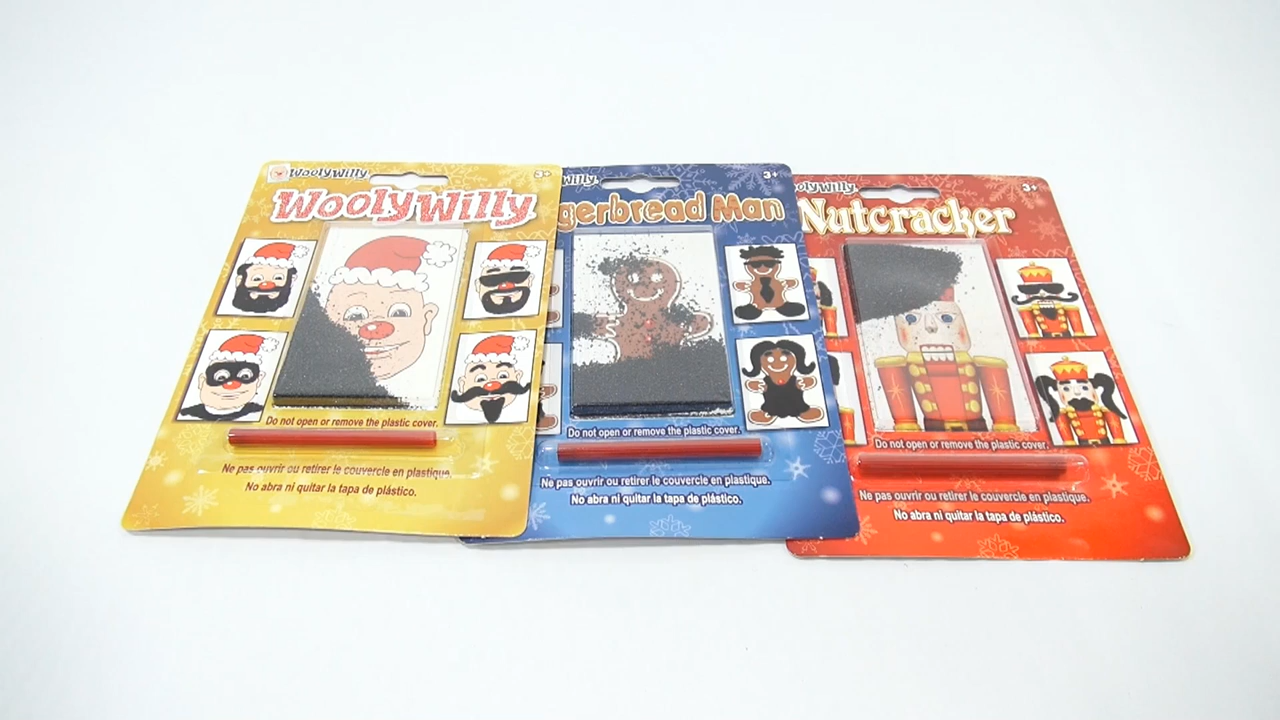 WoolyWilly
3+
Wooly Willy
Do not open or remove the plastic cover.
Ne pas ouvrir ou retirer le couvercle en plastique.
No abra ni quitar la tapa de plástico.
Willy
3+
gerbread Man
Do not open or remove the plastic cover.
Ne pas ouvrir ou retirer le couvercle en plastique.
No abra ni quitar la tapa de plástico.
olyWilly
3+
Nutcracker
Do not open or remove the plastic cover.
Ne pas ouvrir ou retirer le couvercle en plastique.
No abra ni quitar la tapa de plástico.